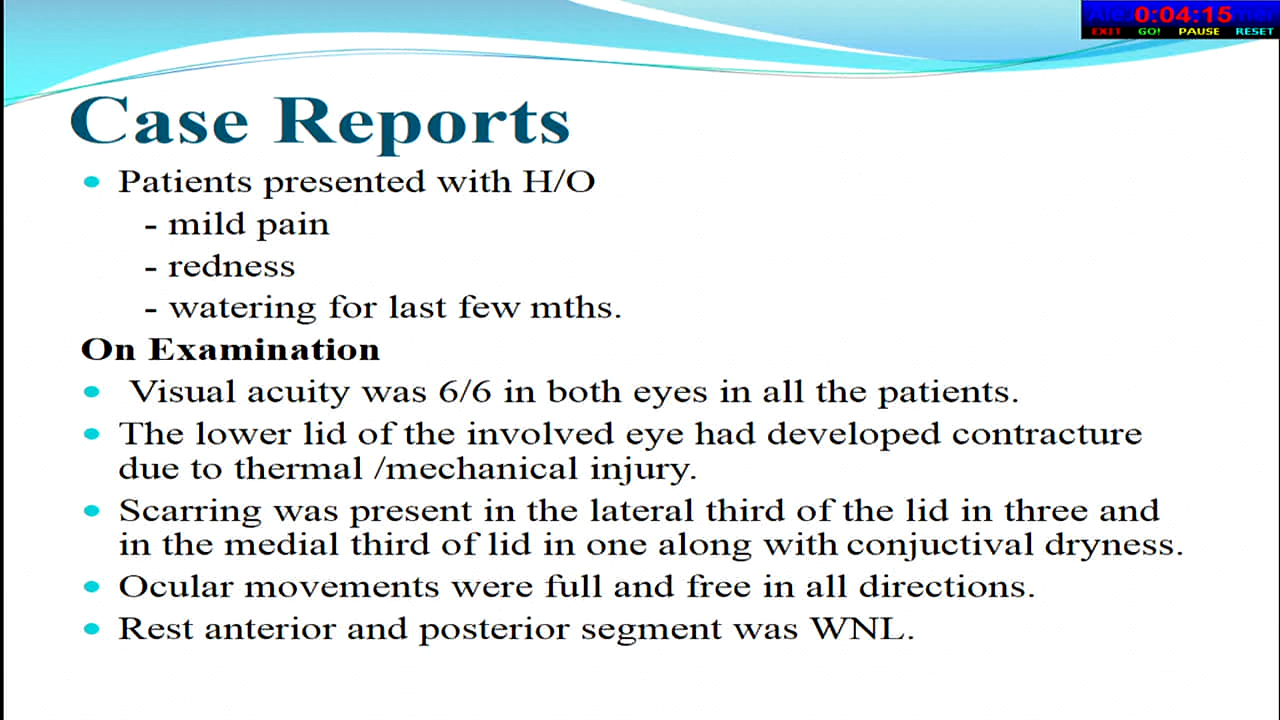 0:04:15
EXIT GO! PAUSE RESET
Case Reports
• Patients presented with H/O
- mild pain
- redness
- watering for last few mths.
On Examination
• Visual acuity was 6/6 in both eyes in all the patients.
• The lower lid of the involved eye had developed contracture
due to thermal /mechanical injury.
• Scarring was present in the lateral third of the lid in three and
in the medial third of lid in one along with conjuctival dryness.
• Ocular movements were full and free in all directions.
• Rest anterior and posterior segment was WNL.